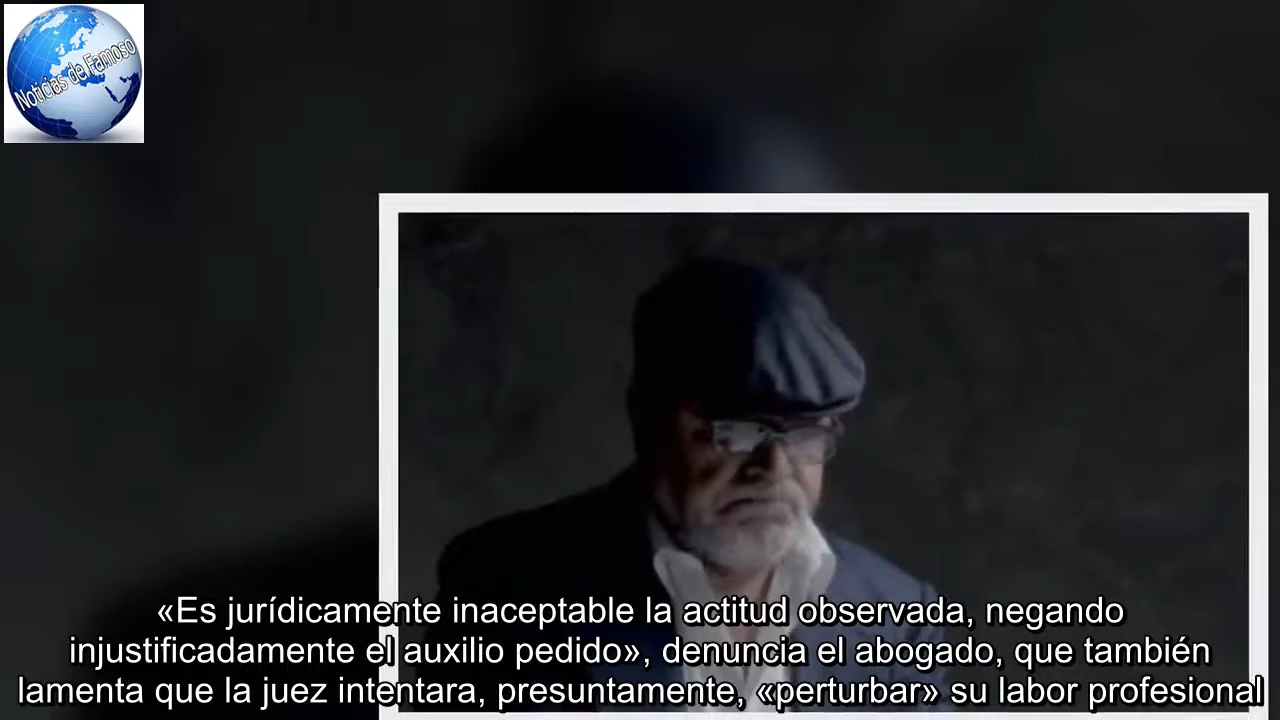 Noticias de Famoso
«Es jurídicamente inaceptable la actitud observada, negando
injustificadamente el auxilio pedido», denuncia el abogado, que también
lamenta que la juez intentara, presuntamente, «perturbar» su labor profesional